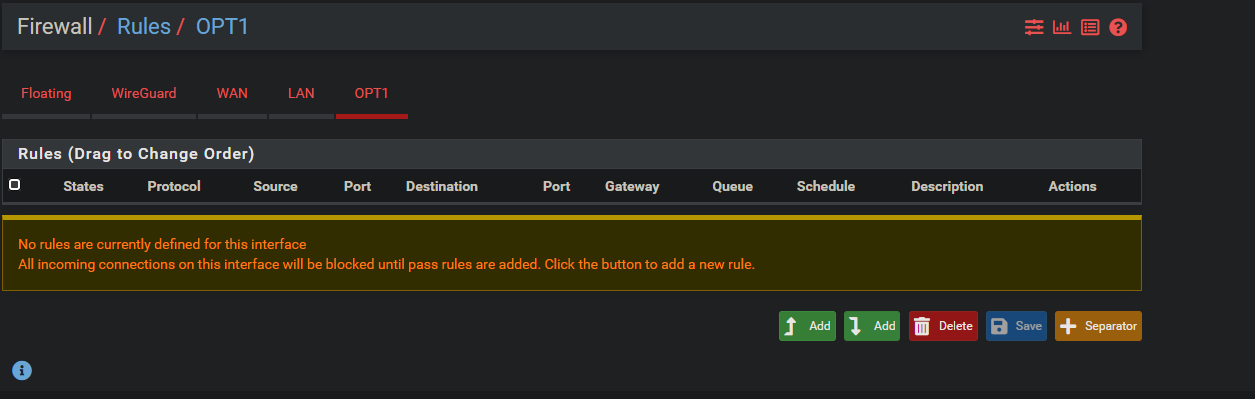 Firewall / Rules / OPT1
Floating WireGuard WAN LAN OPT1
Rules (Drag to Change Order)
States Protocol Source Port Destination Port Gateway Queue Schedule Description Actions
No rules are currently defined for this interface
All incoming connections on this interface will be blocked until pass rules are added. Click the button to add a new rule.
Add Add Delete Save Separator